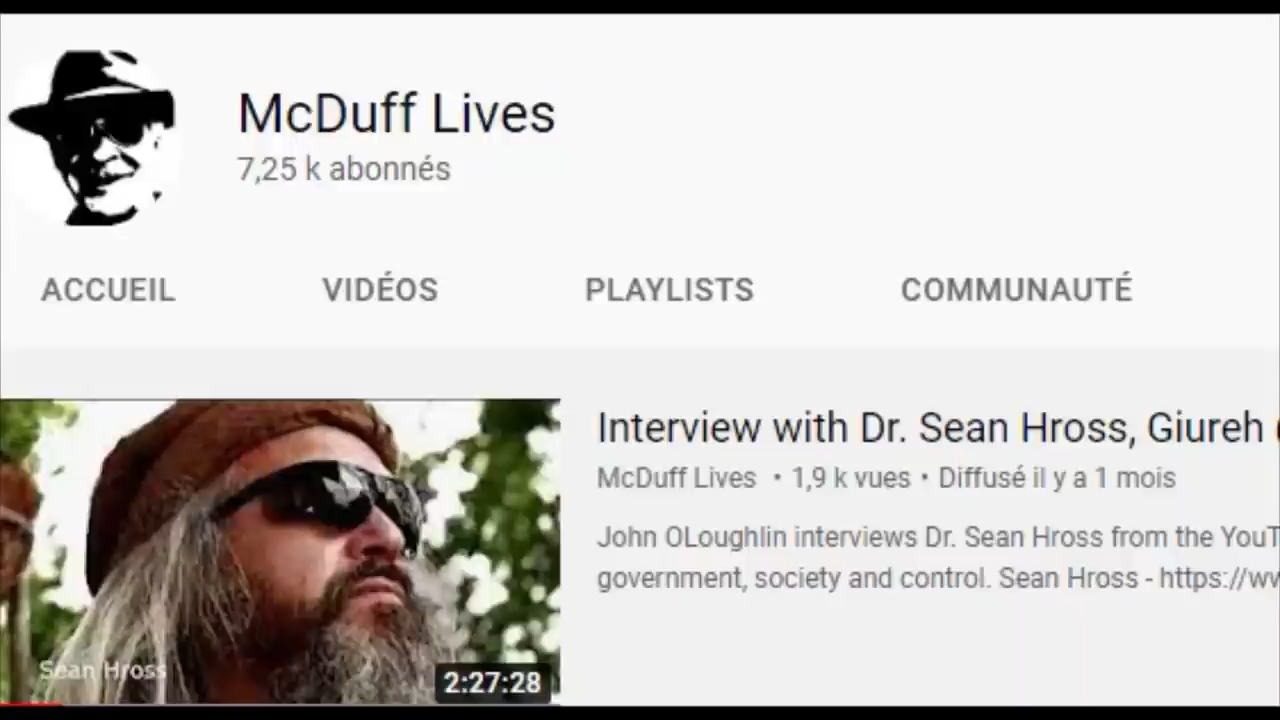 McDuff Lives
7,25 k abonnés
ACCUEIL VIDÉOS PLAYLISTS COMMUNAUTÉ
Interview with Dr. Sean Hross, Giureh
McDuff Lives • 1,9 k vues • Diffusé il y a 1 mois
John OLoughlin interviews Dr. Sean Hross from the YouT
government, society and control. Sean Hross - https://wv
Sean Hross
2:27:28